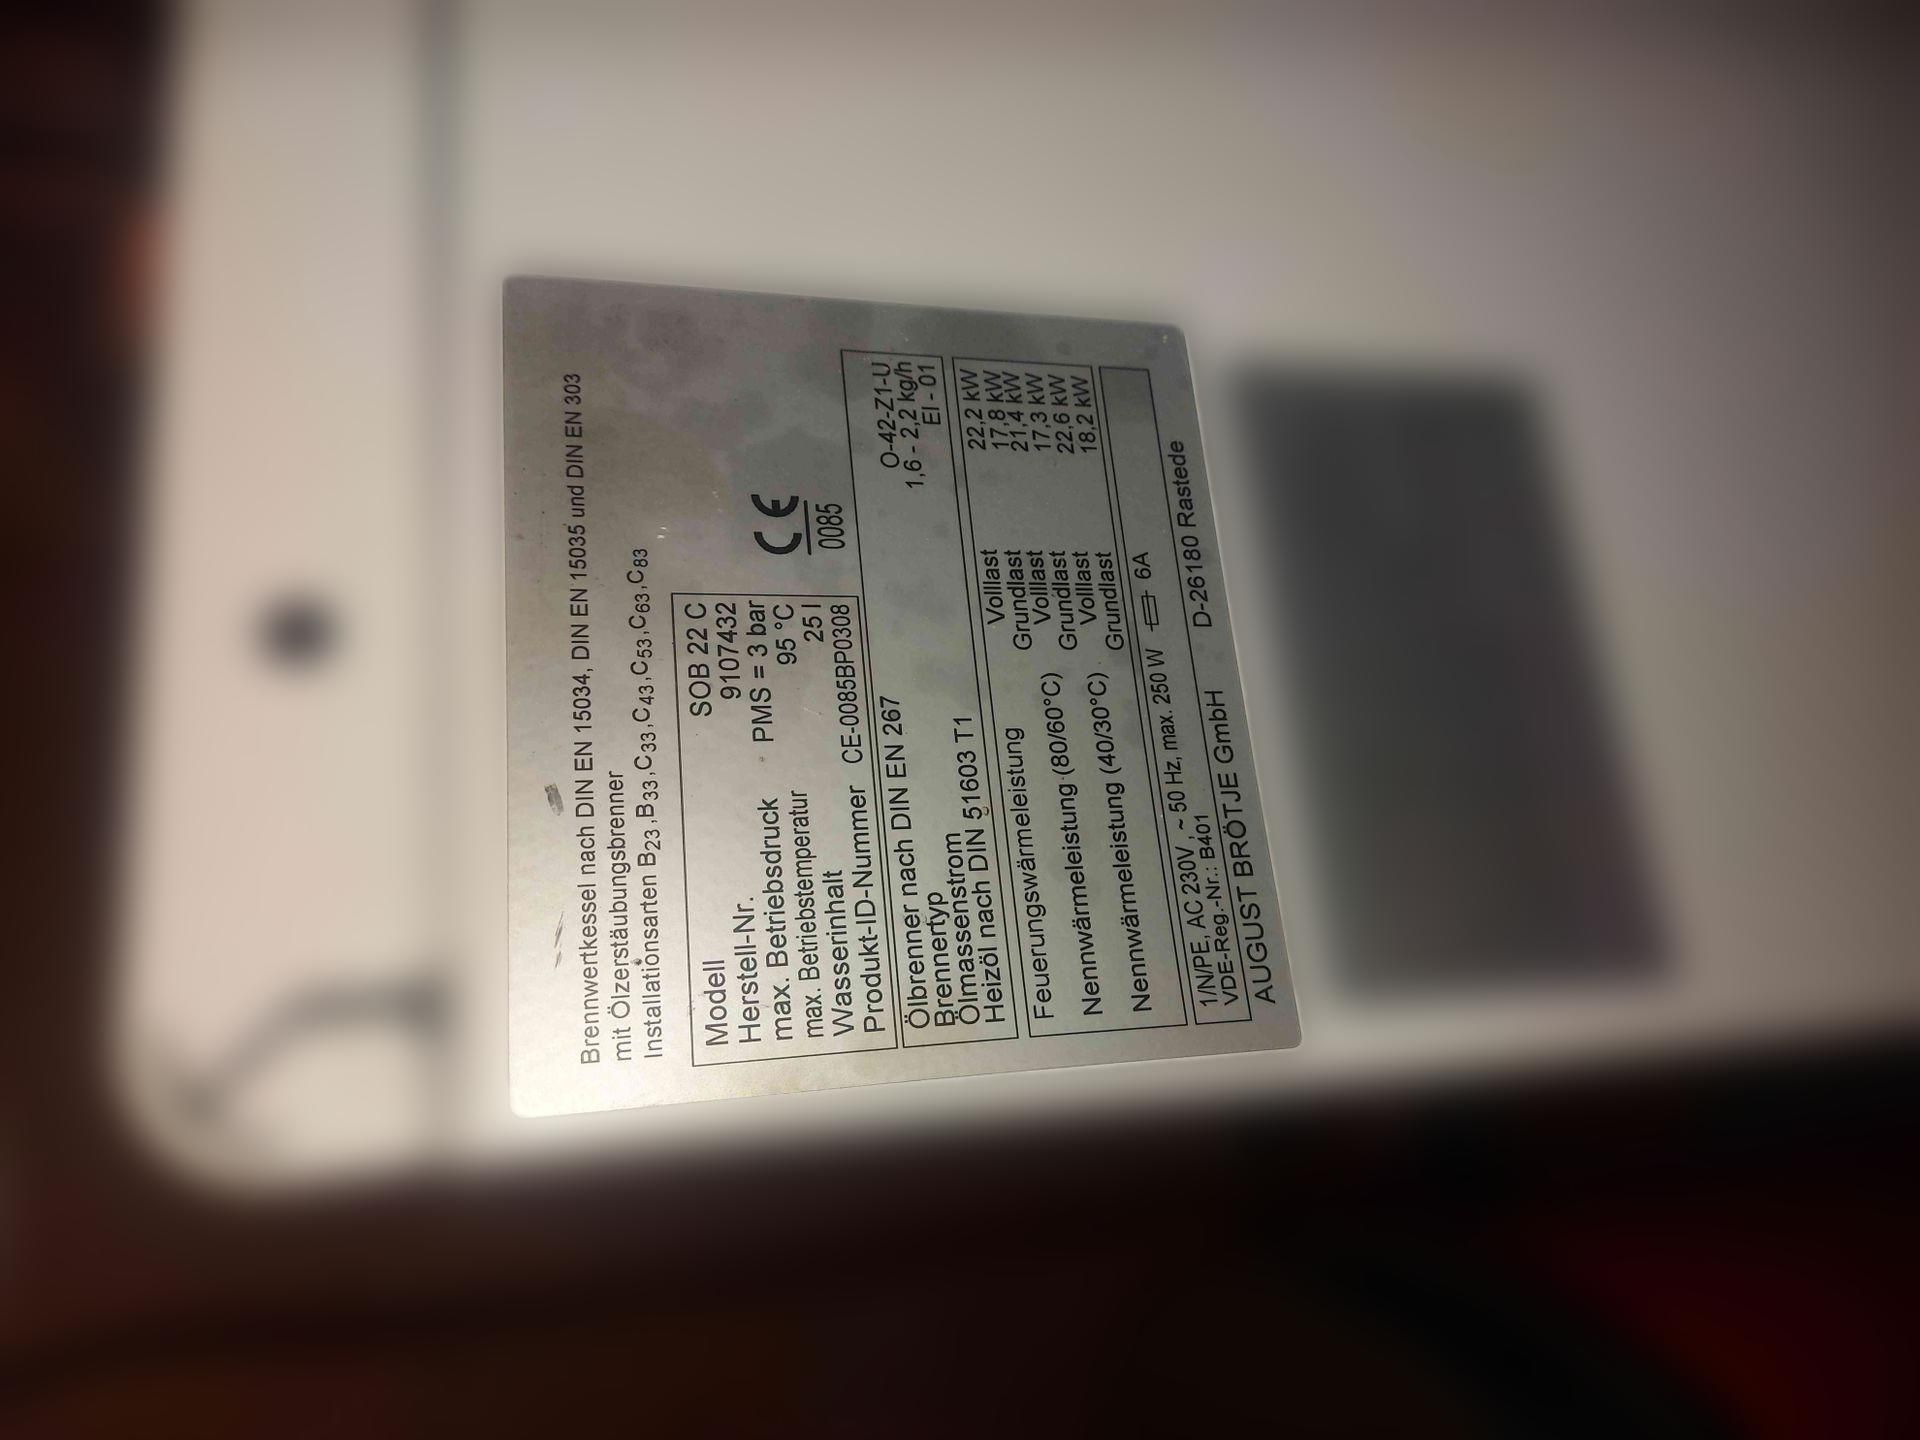 Brennwertkessel nach DIN EN 15034, DIN EN 15035 und DIN EN 303
mit Ölzerstäubungsbrenner
Installationsarten B23,B33,C33,C43,C53,C63,C83
Modell SOB 22 C
Herstell-Nr. 9107432
max. Betriebsdruck PMS = 3 bar
max. Betriebstemperatur 95 °C
Wasserinhalt 25 l
Produkt-ID-Nummer CE-0085BP0308
CE
0085
Ölbrenner nach DIN EN 267
Brennertyp O-42-Z1-U
Ölmassenstrom 1,6 - 2,2 kg/h
Heizöl nach DIN 51603 T1 El - 01
Feuerungswärmeleistung Volllast 22,2 kW
Grundlast 17,8 kW
Nennwärmeleistung (80/60°C) Volllast 21,4 kW
Grundlast 17,3 kW
Nennwärmeleistung (40/30°C) Volllast 22,6 kW
Grundlast 18,2 kW
1/N/PE, AC 230V, ~ 50 Hz, max. 250 W 6A
VDE-Reg.-Nr.: B401
AUGUST BRÖTJE GmbH D-26180 Rastede